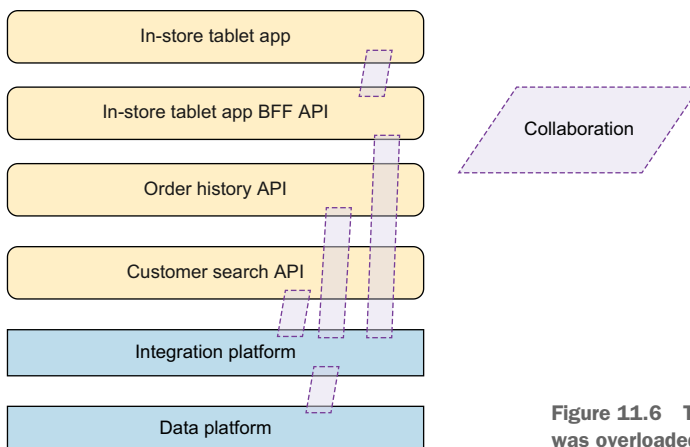 In-store tablet app
In-store tablet app BFF API
Collaboration
Order history API
Customer search API
Integration platform
Data platform
Figure 11.6
was overloaded